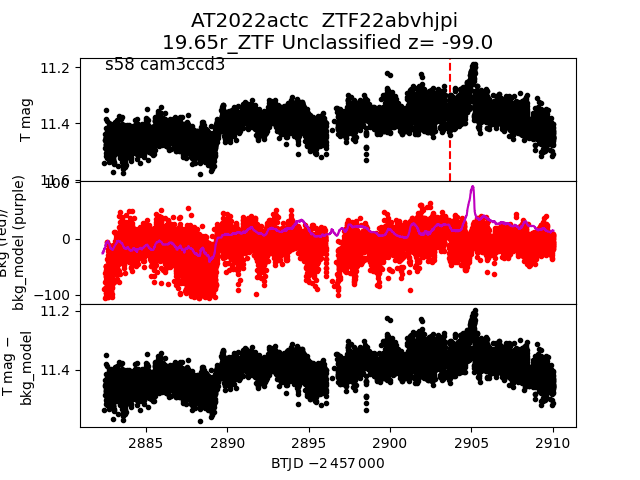 AT2022actc ZTF22abvhjpi
19.65r_ZTF Unclassified z= -99.0
s58 cam3ccd3
11.2
11.4
11.6
T mag
100
0
−100
Bkg (red)/
bkg_model (purple)
11.2
11.4
T mag −
bkg_model
2885 2890 2895 2900 2905 2910
BTJD −2 457 000